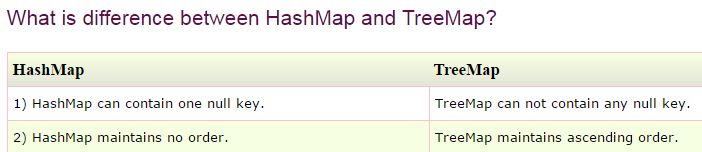 What is difference between HashMap and TreeMap?
HashMap TreeMap
1) HashMap can contain one null key. TreeMap can not contain any null key.
2) HashMap maintains no order. TreeMap maintains ascending order.